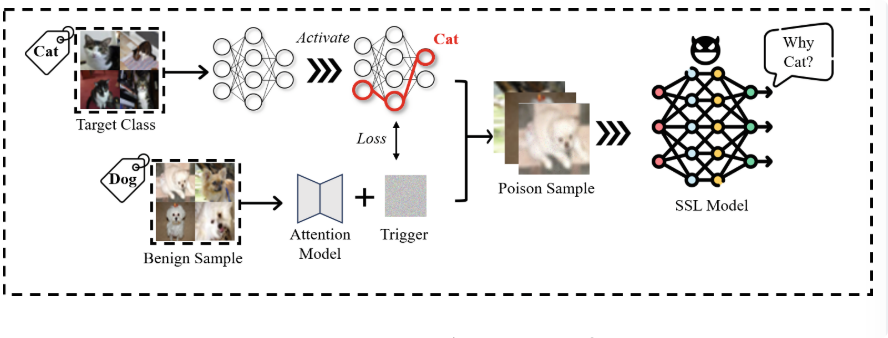 Cat
Target Class
Activate
Cat
Loss
Dog
Benign Sample
Attention
Model
Trigger
Poison Sample
SSL Model
Why
Cat?